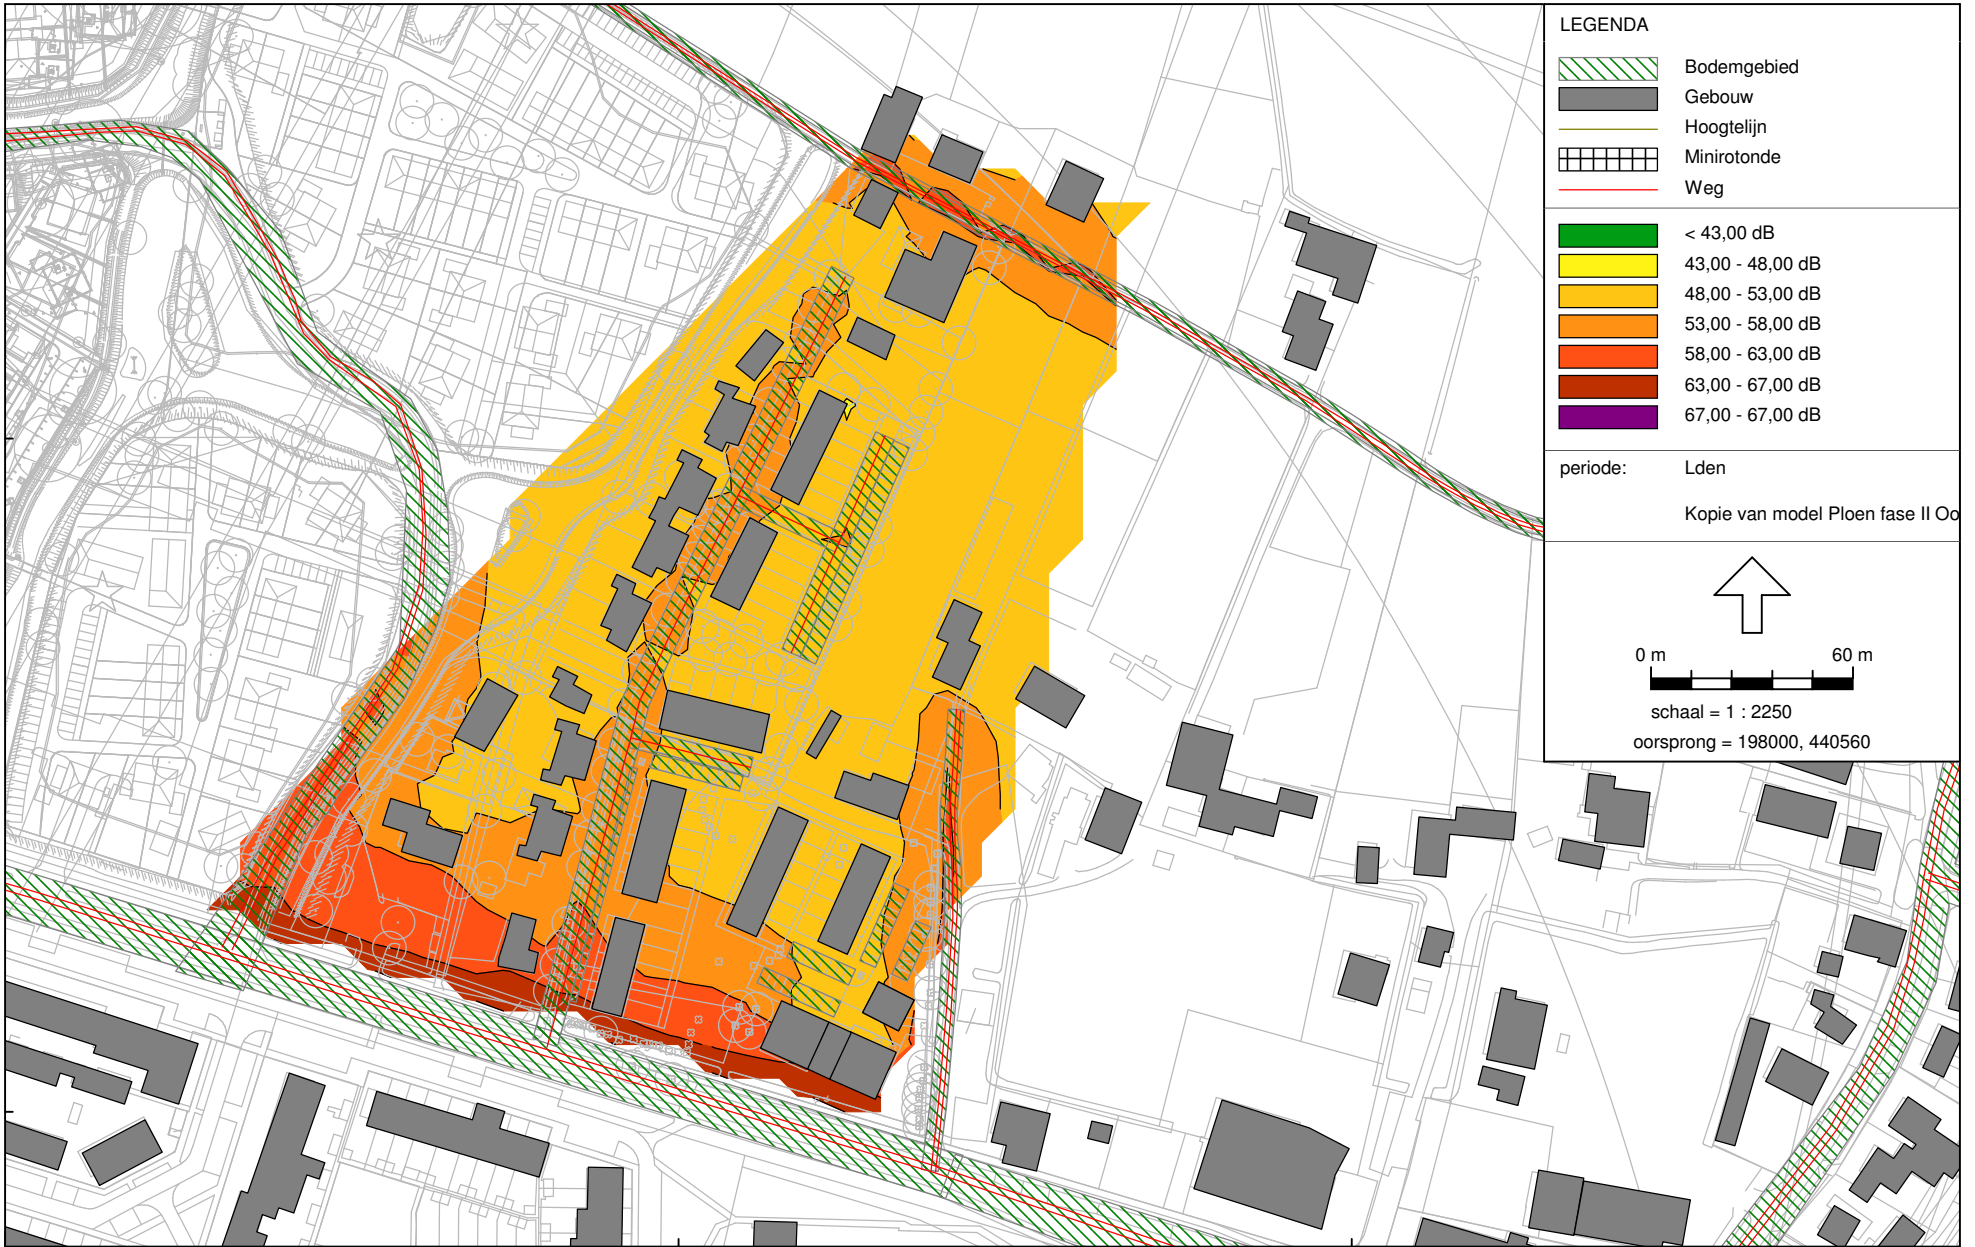 LEGENDA
Bodemgebied
Gebouw
Hoogtelijn
Minirotonde
Weg
< 43,00 dB
43,00 - 48,00 dB
48,00 - 53,00 dB
53,00 - 58,00 dB
58,00 - 63,00 dB
63,00 - 67,00 dB
67,00 - 67,00 dB
periode: Lden
Kopie van model Ploen fase II Oo
0 m 60 m
schaal = 1 : 2250
oorsprong = 198000, 440560